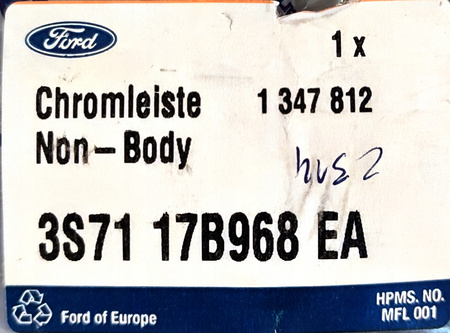 Ford
1 x
Chromleiste 1 347 812
Non-Body
3S71 17B968 EA
Ford of Europe
HPMS. NO.
MFL 001